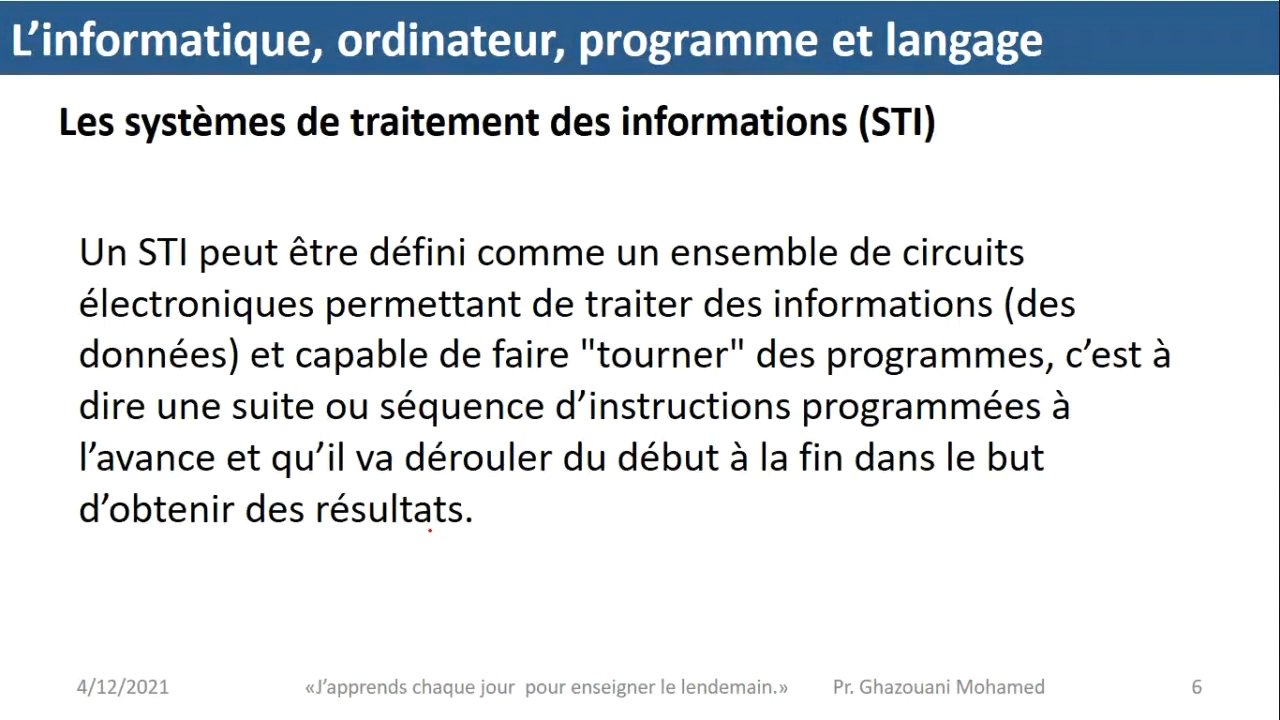 L’informatique, ordinateur, programme et langage
Les systèmes de traitement des informations (STI)
Un STI peut être défini comme un ensemble de circuits
électroniques permettant de traiter des informations (des
données) et capable de faire "tourner" des programmes, c’est à
dire une suite ou séquence d’instructions programmées à
l’avance et qu’il va dérouler du début à la fin dans le but
d’obtenir des résultats.
4/12/2021 «J’apprends chaque jour pour enseigner le lendemain.» Pr. Ghazouani Mohamed 6